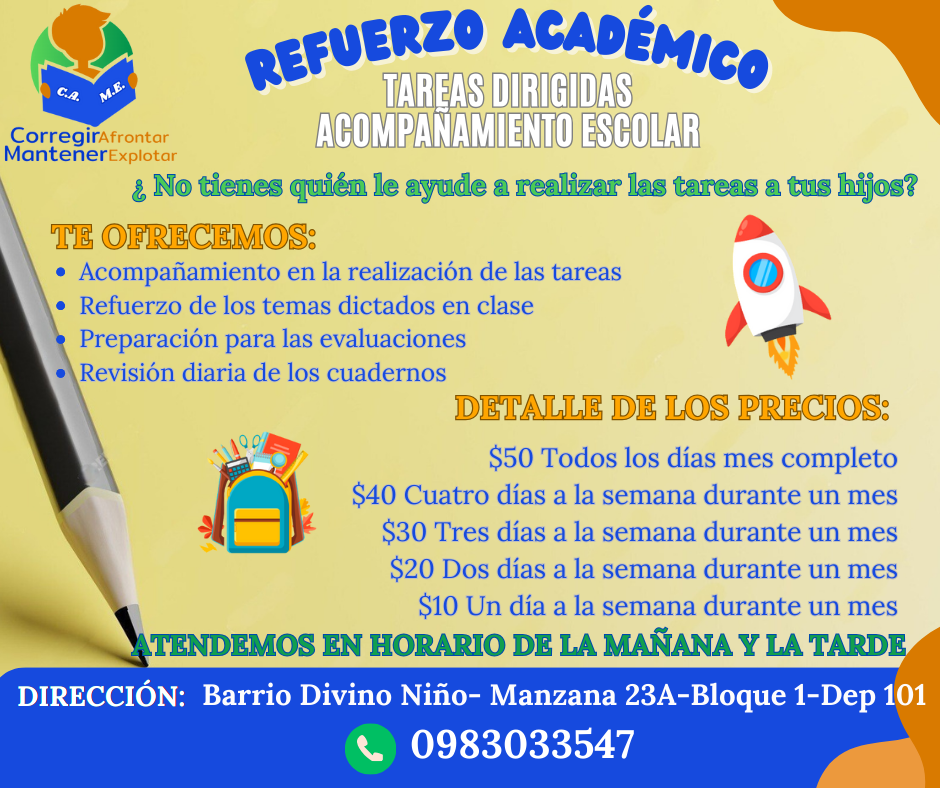 REFUERZO ACADÉMICO
TAREAS DIRIGIDAS
ACOMPAÑAMIENTO ESCOLAR
C.A. M.E.
Corregir Afrontar
Mantener Explotar
¿ No tienes quién le ayude a realizar las tareas a tus hijos?
TE OFRECEMOS:
• Acompañamiento en la realización de las tareas
• Refuerzo de los temas dictados en clase
• Preparación para las evaluaciones
• Revisión diaria de los cuadernos
DETALLE DE LOS PRECIOS:
$50 Todos los días mes completo
$40 Cuatro días a la semana durante un mes
$30 Tres días a la semana durante un mes
$20 Dos días a la semana durante un mes
$10 Un día a la semana durante un mes
ATENDEMOS EN HORARIO DE LA MAÑANA Y LA TARDE
DIRECCIÓN: Barrio Divino Niño- Manzana 23A-Bloque 1-Dep 101
0983033547